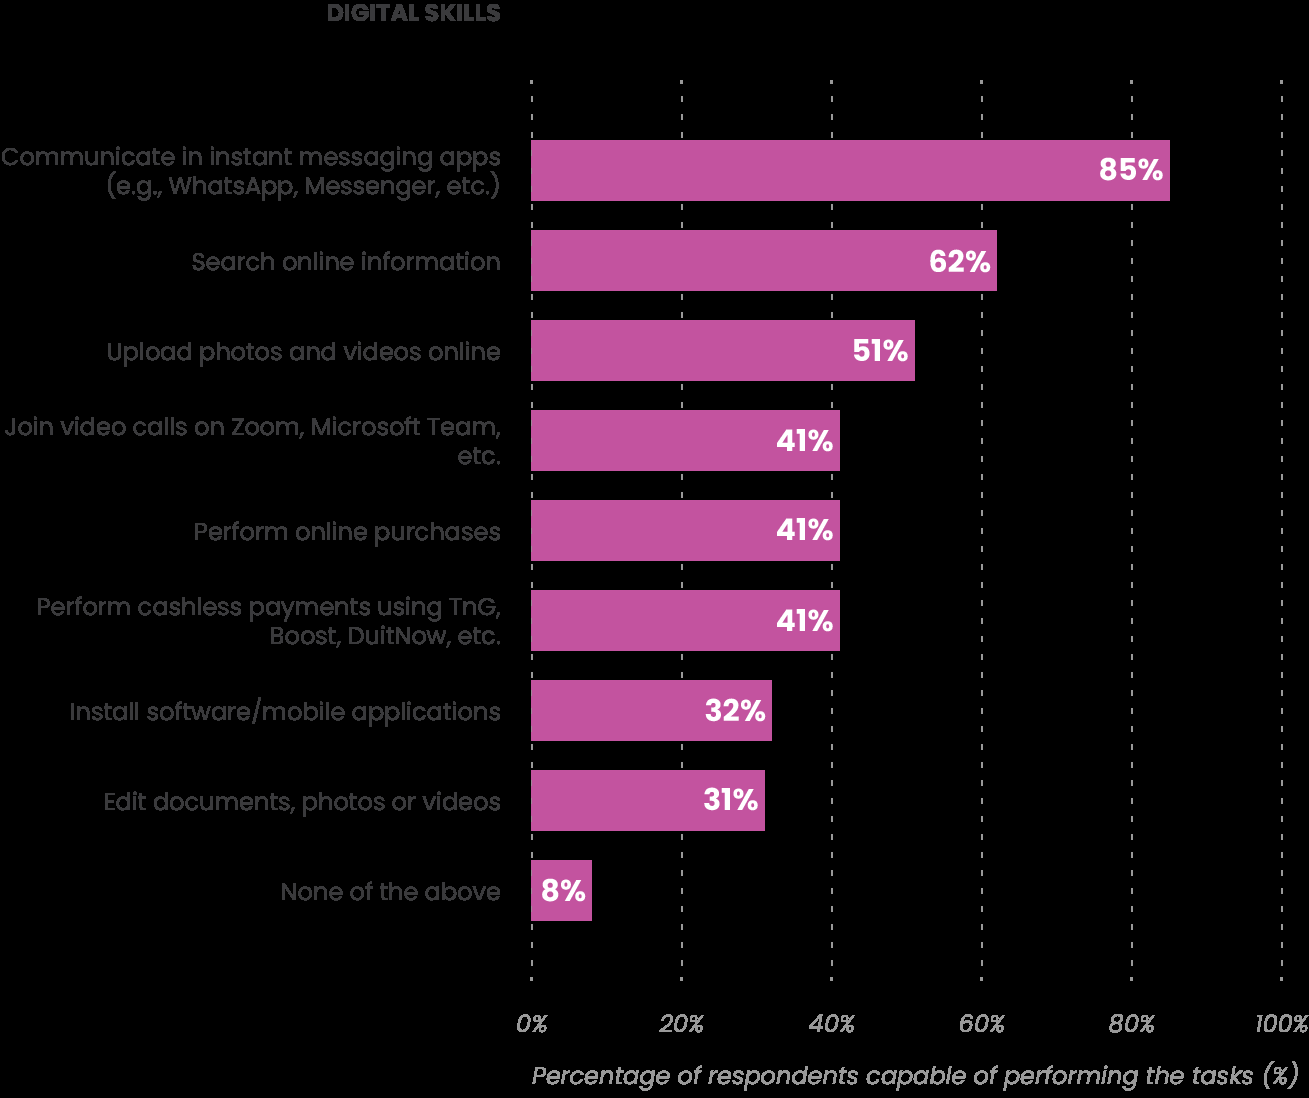 DIGITAL SKILLS
Communicate in instant messaging apps
(e.g., WhatsApp, Messenger, etc.)
85%
Search online information
62%
Upload photos and videos online
51%
Join video calls on Zoom, Microsoft Team,
etc.
41%
Perform online purchases
41%
Perform cashless payments using TnG,
Boost, DuitNow, etc.
41%
Install software/mobile applications
32%
Edit documents, photos or videos
31%
None of the above
8%
0% 20% 40% 60% 80% 100%
Percentage of respondents capable of performing the tasks (%)